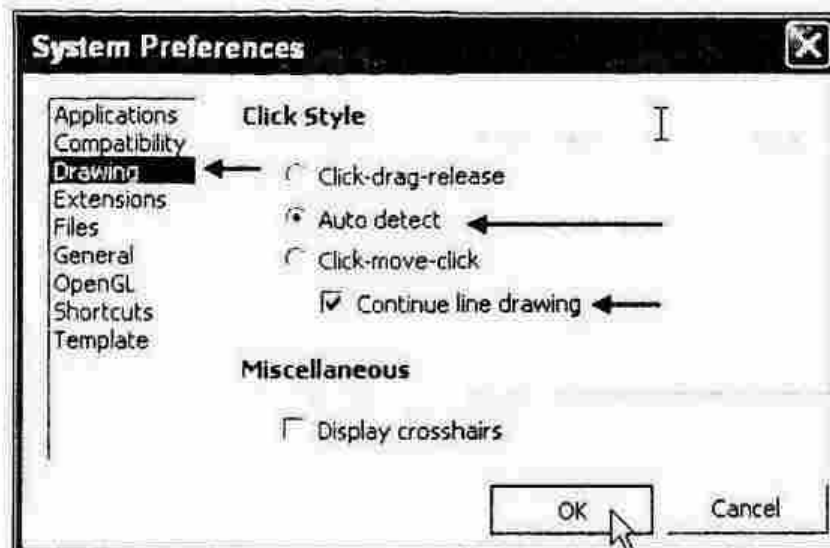 System Preferences
Applications
Compatibility
Drawing
Extensions
Files
General
OpenGL
Shortcuts
Template
Click Style
Click-drag-release
Auto detect
Click-move-click
Continue line drawing
Miscellaneous
Display crosshairs
OK
Cancel